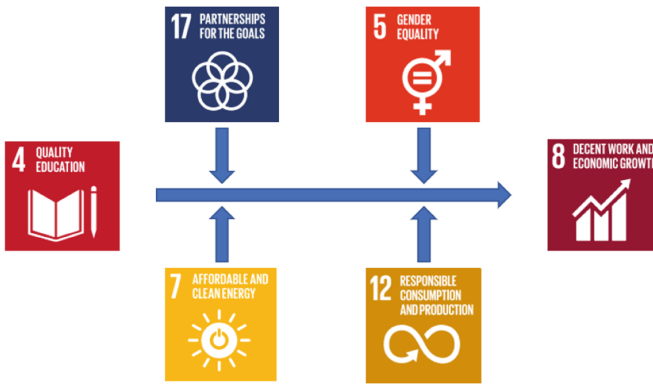 17 PARTNERSHIPS
FOR THE GOALS
5 GENDER
EQUALITY
4 QUALITY
EDUCATION
8 DECENT WORK AND
ECONOMIC GROWTH
7 AFFORDABLE AND
CLEAN ENERGY
12 RESPONSIBLE
CONSUMPTION
AND PRODUCTION